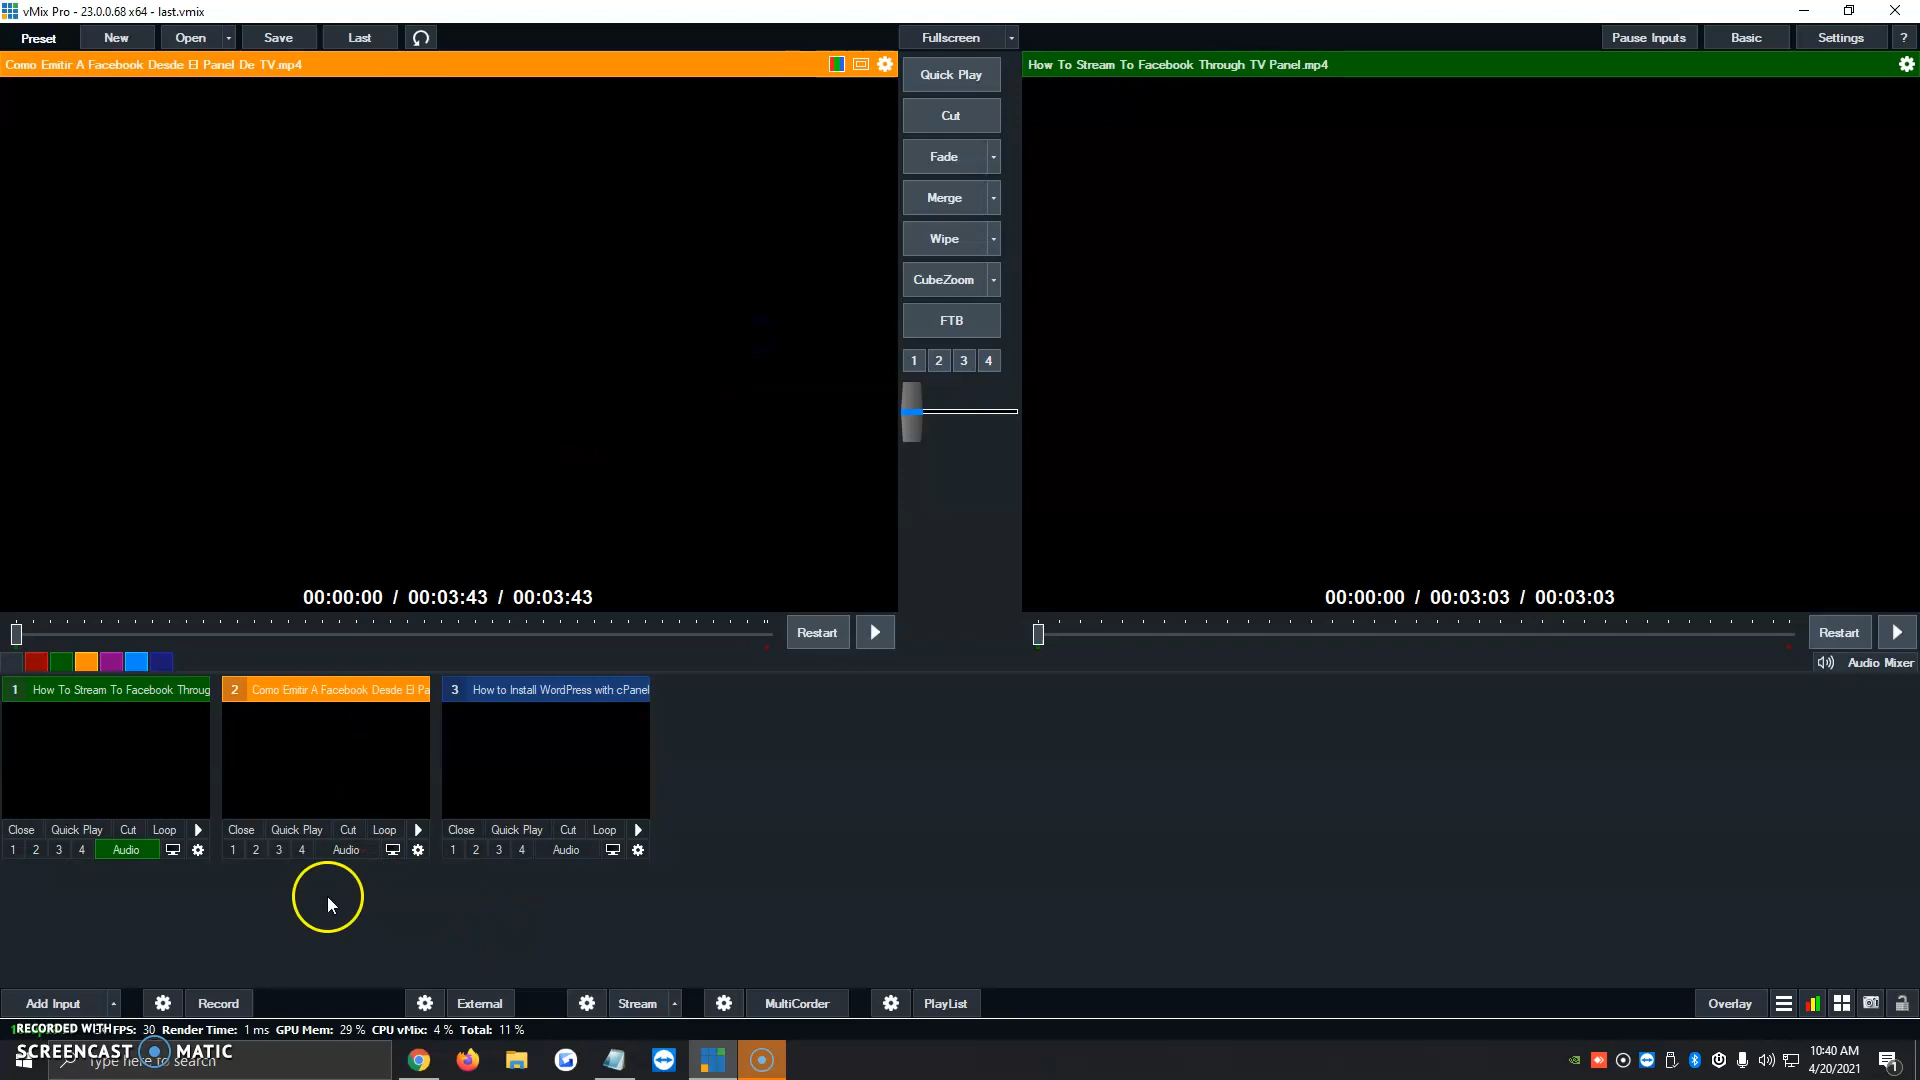 vMix Pro - 23.0.0.68 x64 - last.vmix
Preset New Open Save Last Fullscreen Pause Inputs Basic Settings ?
Como Emitir A Facebook Desde El Panel De TV.mp4
How To Stream To Facebook Through TV Panel.mp4
Quick Play
Cut
Fade
Merge
Wipe
CubeZoom
FTB
1 2 3 4
00:00:00 / 00:03:43 / 00:03:43
00:00:00 / 00:03:03 / 00:03:03
Restart
Restart
Audio Mixer
1 How To Stream To Facebook Throug
2 Como Emitir A Facebook Desde El Pa
3 How to Install WordPress with cPanel
Close Quick Play Cut Loop
Close Quick Play Cut Loop
Close Quick Play Cut Loop
1 2 3 4 Audio
1 2 3 4 Audio
1 2 3 4 Audio
Add Input Record External Stream MultiCorder PlayList Overlay
RECORDED WITH FPS: 30 Render Time: 1 ms GPU Mem: 29 % CPU vMix: 4 % Total: 11 %
SCREENCAST MATIC
Type here to search
10:40 AM
4/20/2021
1